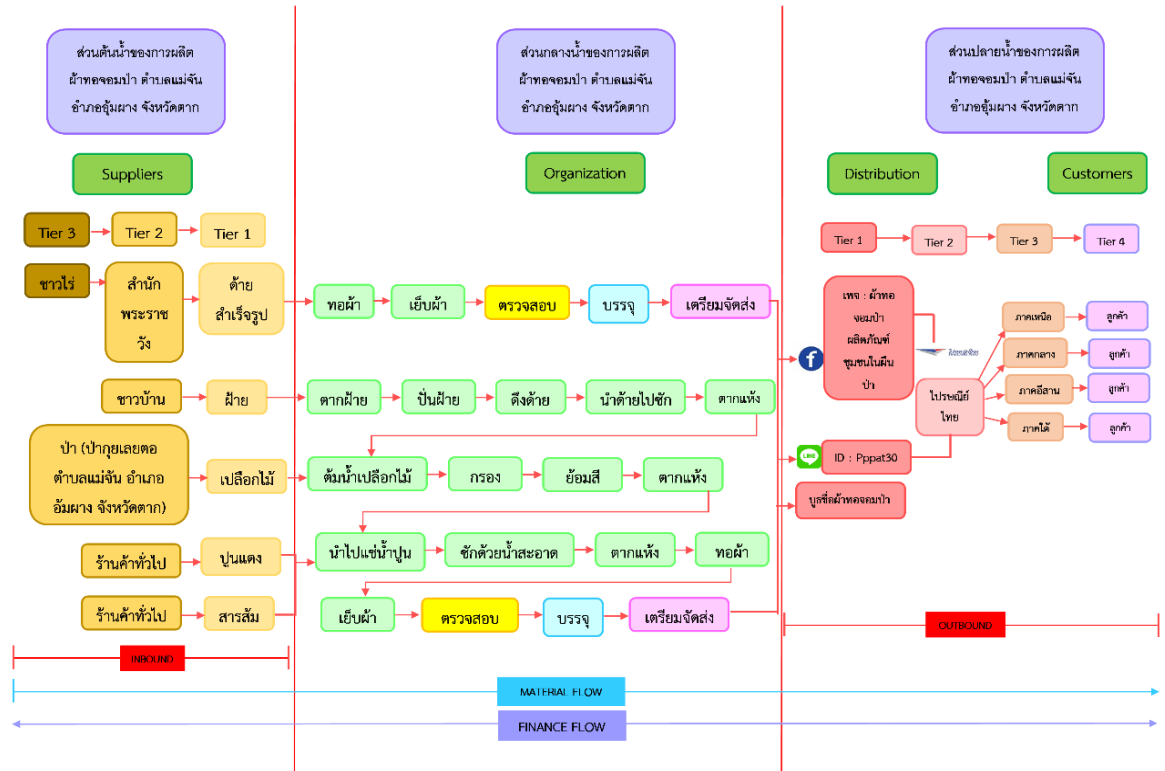 ส่วนต้นน้ำของการผลิต
ผ้าทอจอมป่า ตำบลแม่จัน
อำเภออุ้มผาง จังหวัดตาก
ส่วนกลางน้ำของการผลิต
ผ้าทอจอมป่า ตำบลแม่จัน
อำเภออุ้มผาง จังหวัดตาก
ส่วนปลายน้ำของการผลิต
ผ้าทอจอมป่า ตำบลแม่จัน
อำเภออุ้มผาง จังหวัดตาก
Suppliers
Organization
Distribution
Customers
Tier 3
Tier 2
Tier 1
Tier 1
Tier 2
Tier 3
Tier 4
ชาวไร่
สำนัก
พระราช
วัง
ด้าย
สำเร็จรูป
ทอผ้า
เย็บผ้า
ตรวจสอบ
บรรจุ
เตรียมจัดส่ง
เพจ : ผ้าทอ
จอมป่า
ผลิตภัณฑ์
ชุมชนในผืน
ป่า
ภาคเหนือ
ลูกค้า
ภาคกลาง
ลูกค้า
ภาคอีสาน
ลูกค้า
ภาคใต้
ลูกค้า
ไปรษณีย์
ไทย
ชาวบ้าน
ฝ้าย
ตากฝ้าย
ปั่นฝ้าย
ดึงด้าย
นำด้ายไปซัก
ตากแห้ง
ป่า (ป่ากุยเลยตอ
ตำบลแม่จัน อำเภอ
อุ้มผาง จังหวัดตาก)
เปลือกไม้
ต้มน้ำเปลือกไม้
กรอง
ย้อมสี
ตากแห้ง
LINE
ID : Pppat30
บูธชื่อผ้าทอจอมป่า
ร้านค้าทั่วไป
ปูนแดง
นำไปแช่น้ำปูน
ซักด้วยน้ำสะอาด
ตากแห้ง
ทอผ้า
ร้านค้าทั่วไป
สารส้ม
เย็บผ้า
ตรวจสอบ
บรรจุ
เตรียมจัดส่ง
INBOUND
OUTBOUND
MATERIAL FLOW
FINANCE FLOW